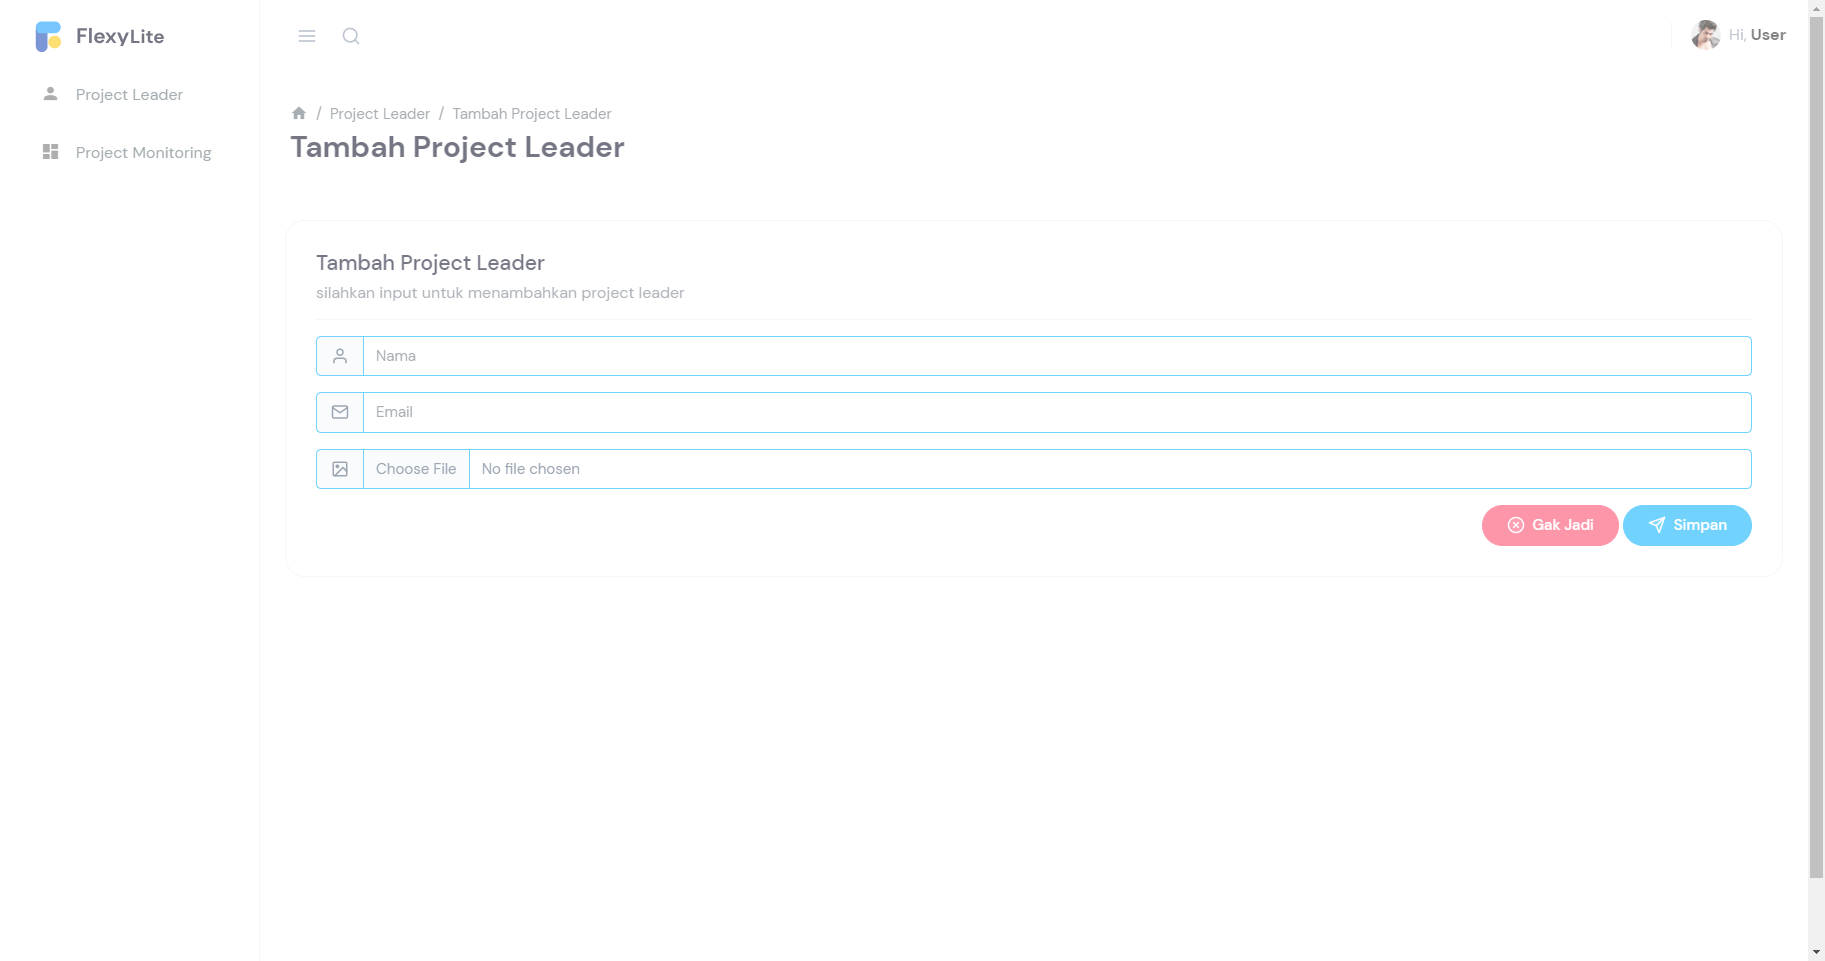 FlexyLite
Hi, User
Project Leader
Project Monitoring
/ Project Leader / Tambah Project Leader
Tambah Project Leader
Tambah Project Leader
silahkan input untuk menambahkan project leader
Nama
Email
Choose File No file chosen
Gak Jadi Simpan